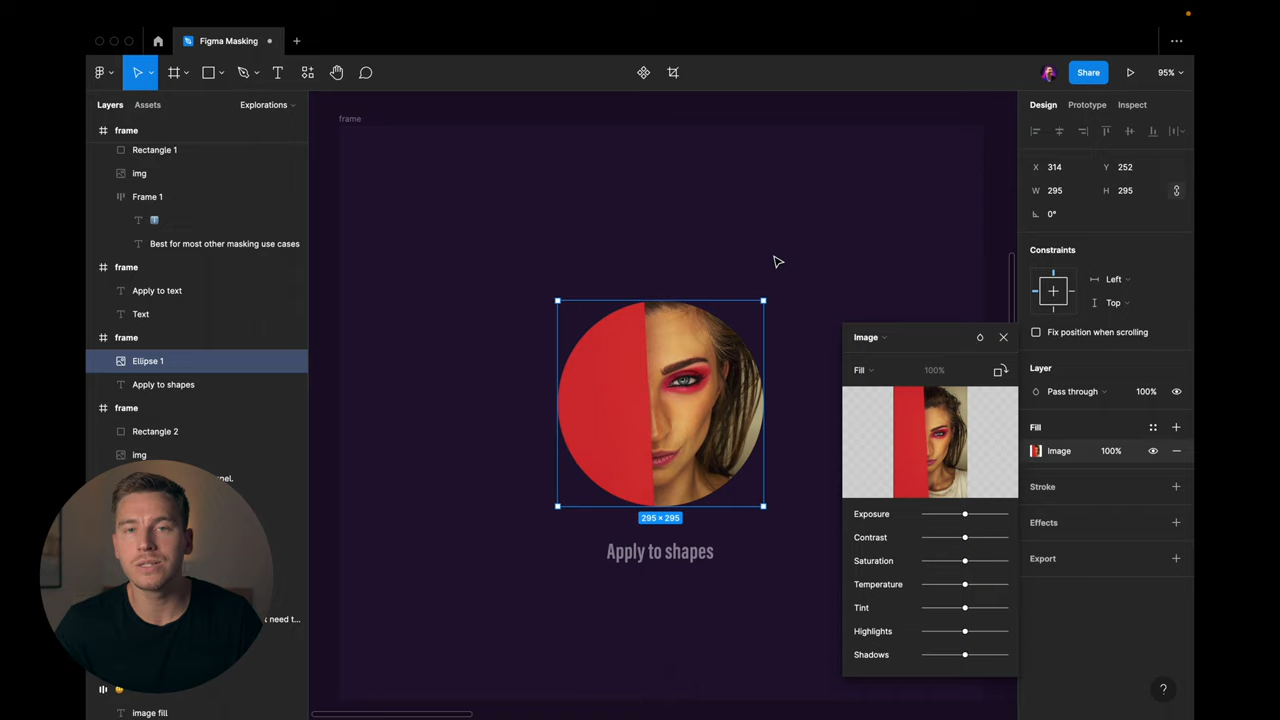 Figma Masking
Share
95%
Layers
Assets
Explorations
frame
Rectangle 1
img
Frame 1
Best for most other masking use cases
frame
Apply to text
Text
frame
Ellipse 1
Apply to shapes
frame
Rectangle 2
img
nel.
k need t...
image fill
frame
295 × 295
Apply to shapes
Image
Fill
100%
Exposure
Contrast
Saturation
Temperature
Tint
Highlights
Shadows
Design
Prototype
Inspect
X 314 Y 252
W 295 H 295
0°
Constraints
Left
Top
Fix position when scrolling
Layer
Pass through 100%
Fill
Image 100%
Stroke
Effects
Export
?